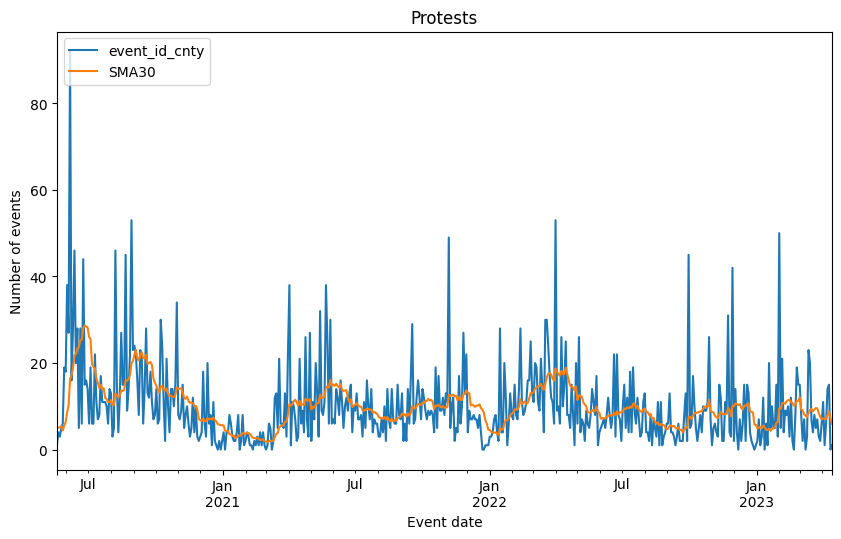 Protests
event_id_cnty
SMA30
80
60
40
20
0
Number of events
Jul
Jan
2021
Jul
Jan
2022
Jul
Jan
2023
Event date